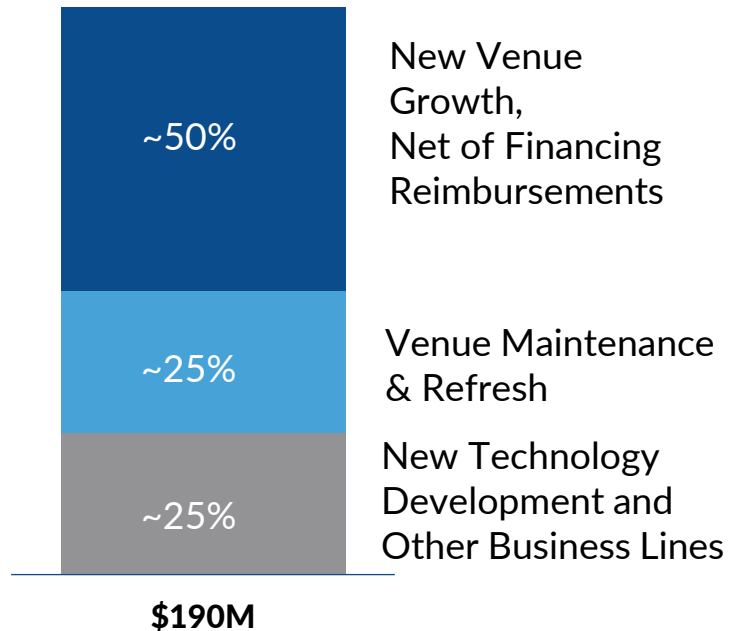 ~50%
New Venue
Growth,
Net of Financing
Reimbursements
~25%
Venue Maintenance
& Refresh
~25%
New Technology
Development and
Other Business Lines
$190M